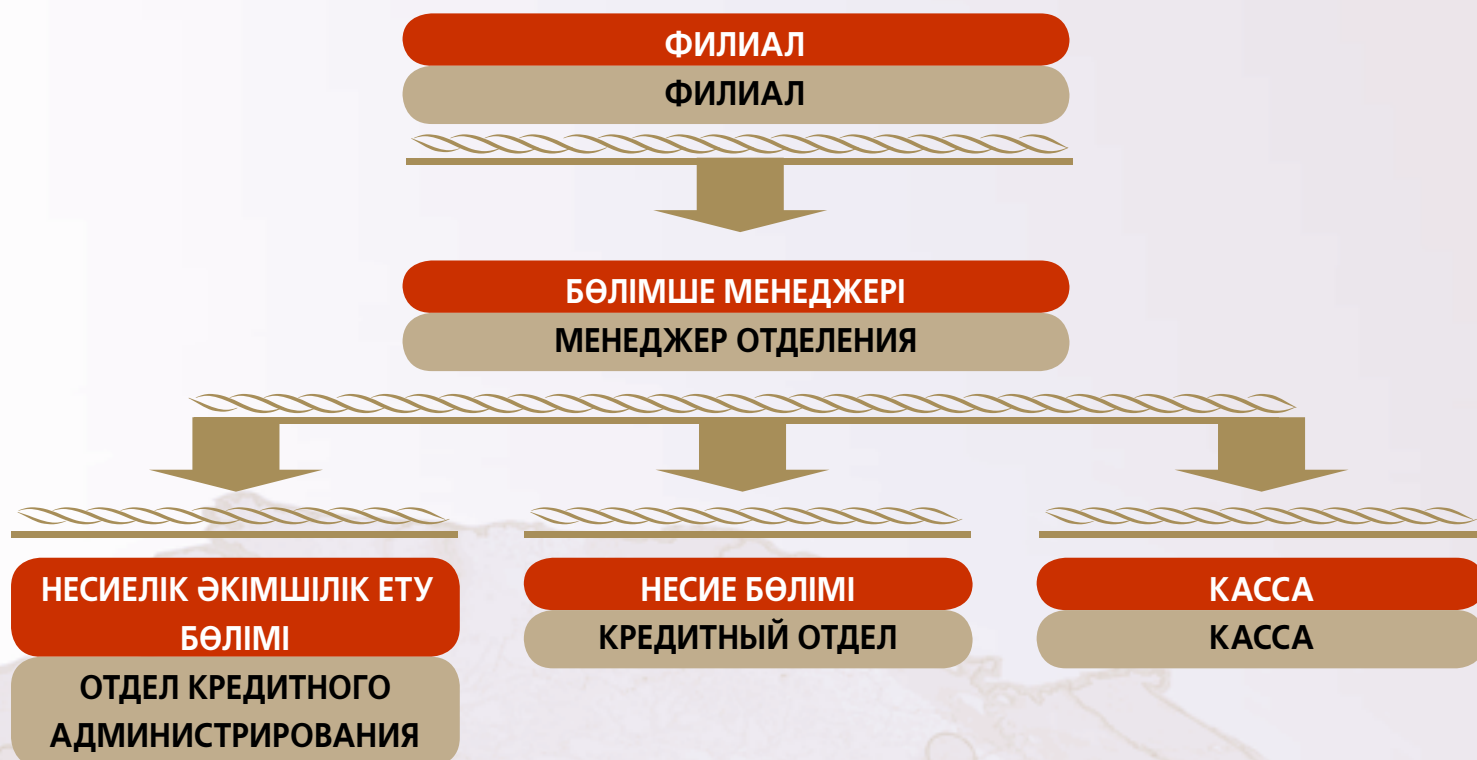 ФИЛИАЛ
ФИЛИАЛ
БӨЛІМШЕ МЕНЕДЖЕРІ
МЕНЕДЖЕР ОТДЕЛЕНИЯ
НЕСИЕЛІК ӘКІМШІЛІК ЕТУ
БӨЛІМІ
ОТДЕЛ КРЕДИТНОГО
АДМИНИСТРИРОВАНИЯ
НЕСИЕ БӨЛІМІ
КРЕДИТНЫЙ ОТДЕЛ
КАССА
КАССА